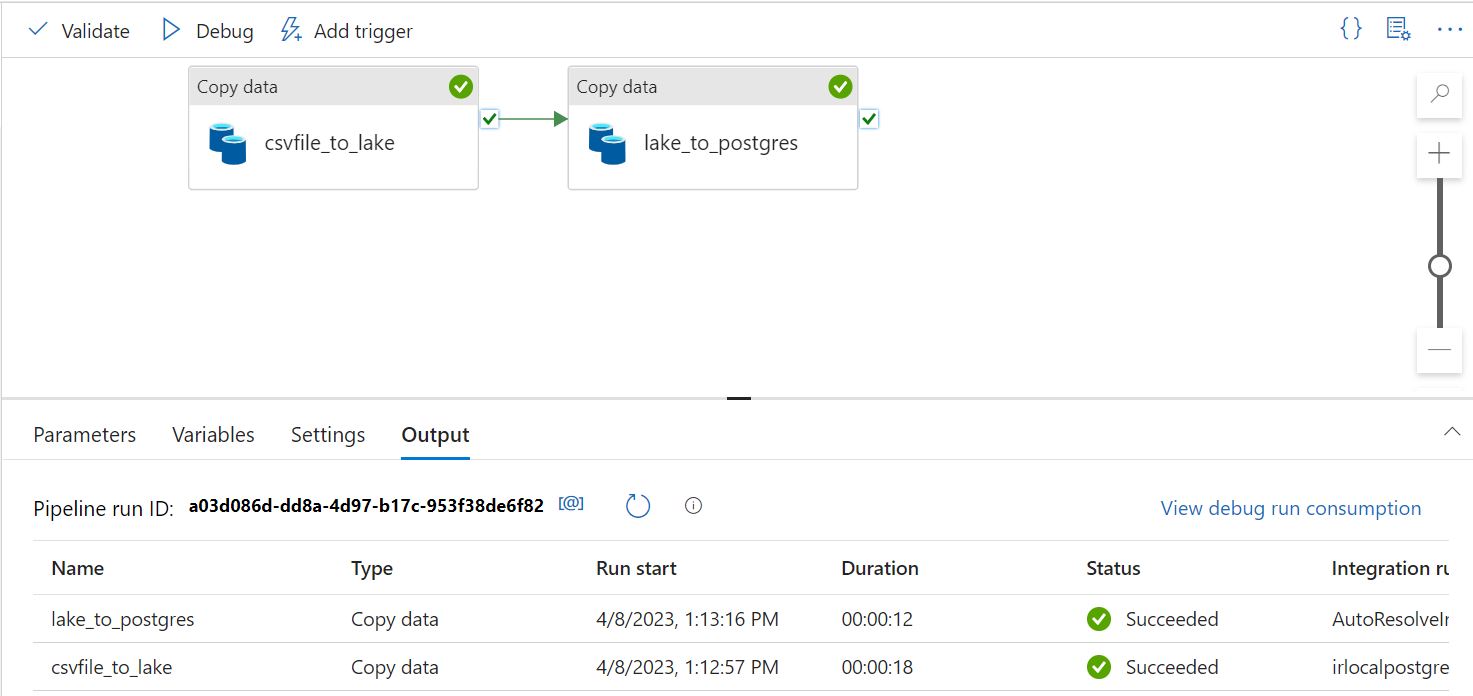 Validate Debug Add trigger
Copy data Copy data
csvfile_to_lake lake_to_postgres
Parameters Variables Settings Output
Pipeline run ID: a03d086d-dd8a-4d97-b17c-953f38de6f82 [@] View debug run consumption
Name Type Run start Duration Status Integration ru
lake_to_postgres Copy data 4/8/2023, 1:13:16 PM 00:00:12 Succeeded AutoResolveIn
csvfile_to_lake Copy data 4/8/2023, 1:12:57 PM 00:00:18 Succeeded irlocalpostgre